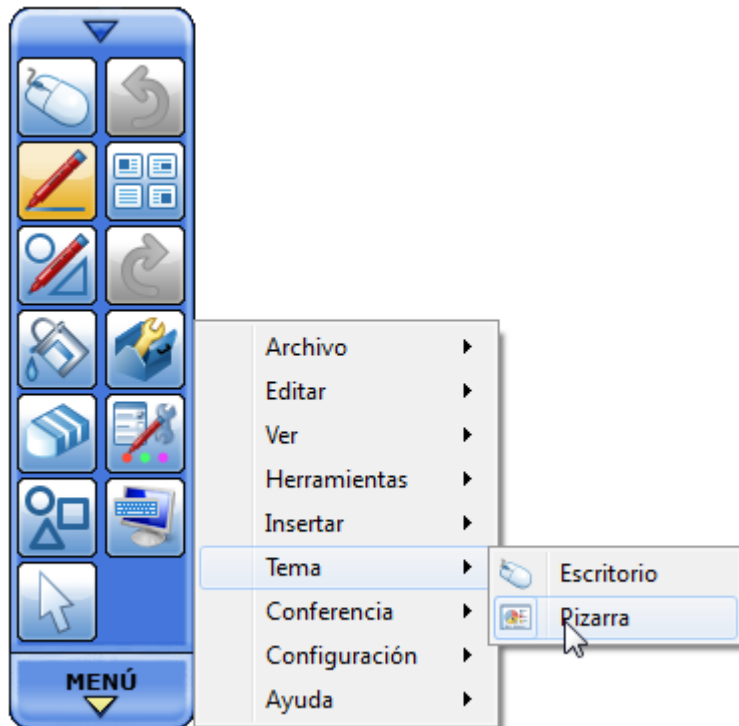 Archivo
Editar
Ver
Herramientas
Insertar
Tema
Escritorio
Pizarra
Conferencia
Configuración
Ayuda
MENÚ